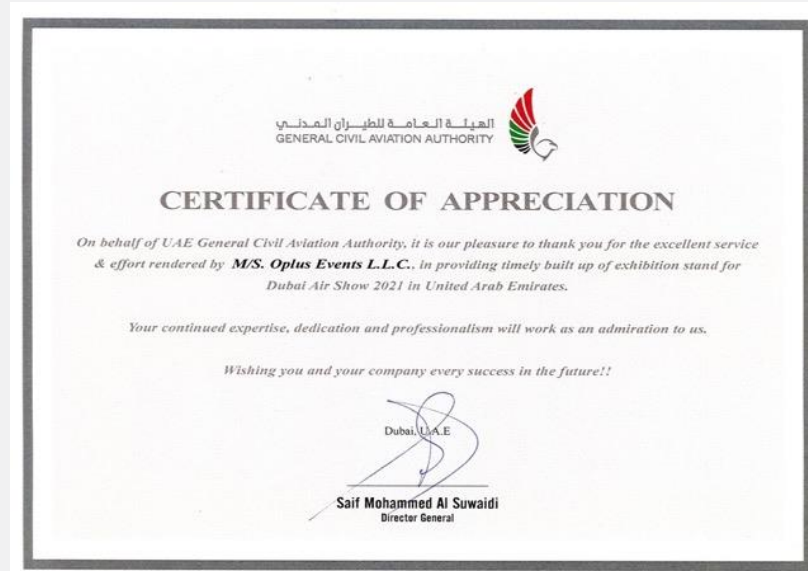 الهيئة العامة للطيران المدني
GENERAL CIVIL AVIATION AUTHORITY
CERTIFICATE OF APPRECIATION
On behalf of UAE General Civil Aviation Authority, it is our pleasure to thank you for the excellent service
& effort rendered by M/S. Oplus Events L.L.C., in providing timely built up of exhibition stand for
Dubai Air Show 2021 in United Arab Emirates.
Your continued expertise, dedication and professionalism will work as an admiration to us.
Wishing you and your company every success in the future!!
Dubai, U.A.E
Saif Mohammed Al Suwaidi
Director General